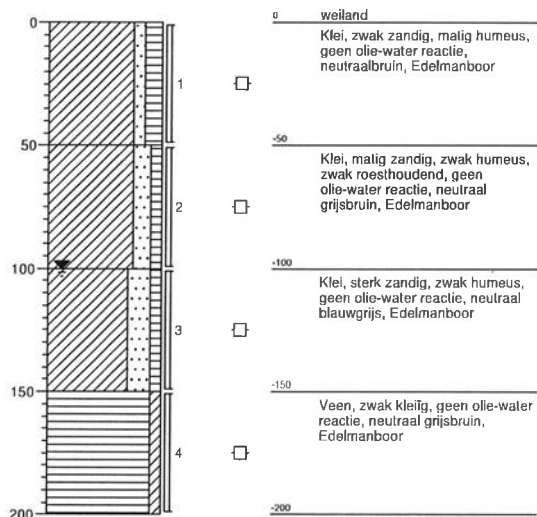 0
50
100
150
200
1
2
3
4
0 weiland
Klei, zwak zandig, matig humeus,
geen olie-water reactie,
neutraalbruin, Edelmanboor
-50
Klei, matig zandig, zwak humeus,
zwak roesthoudend, geen
olie-water reactie, neutraal
grijsbruin, Edelmanboor
-100
Klei, sterk zandig, zwak humeus,
geen olie-water reactie, neutraal
blauwgrijs, Edelmanboor
-150
Veen, zwak kleiïg, geen olie-water
reactie, neutraal grijsbruin,
Edelmanboor
-200